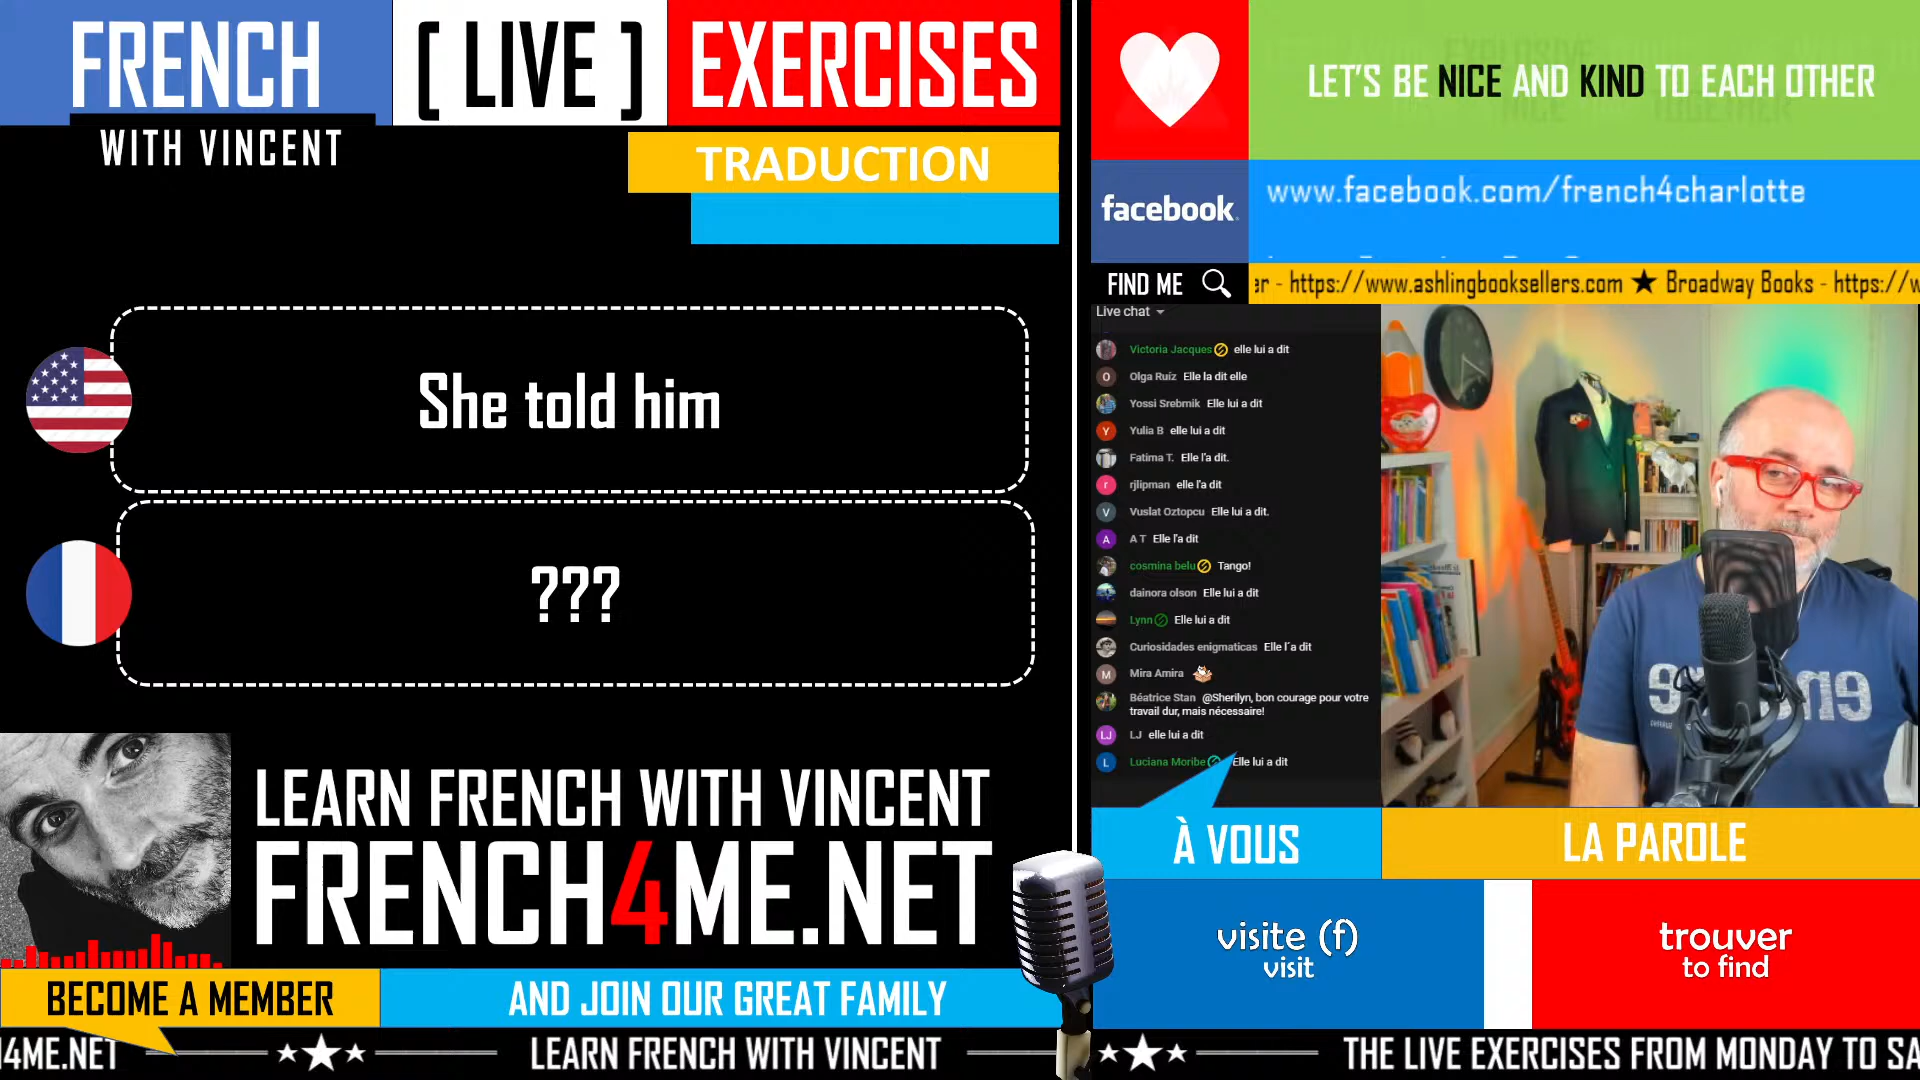 FRENCH
[ LIVE ]
EXERCISES
WITH VINCENT
TRADUCTION
She told him
???
LEARN FRENCH WITH VINCENT
FRENCH4ME.NET
BECOME A MEMBER
AND JOIN OUR GREAT FAMILY
4ME.NET
LEARN FRENCH WITH VINCENT
THE LIVE EXERCISES FROM MONDAY TO SA
LET'S BE NICE AND KIND TO EACH OTHER
facebook
www.facebook.com/french4charlotte
FIND ME
er - https://www.ashlingbooksellers.com ★ Broadway Books - https://w
Live chat
Victoria Jacques elle lui a dit
O Olga Ruíz Elle la dit elle
Yossi Srebrnik Elle lui a dit
Y Yulia B elle lui a dit
Fatima T. Elle l'a dit.
r rjlipman elle l'a dit
V Vuslat Oztopcu Elle lui a dit.
A A T Elle l'a dit
cosmina belu Tango!
dainora olson Elle lui a dit
Lynn Elle lui a dit
Curiosidades enigmaticas Elle l´a dit
M Mira Amira
Béatrice Stan @Sherilyn, bon courage pour votre
travail dur, mais nécessaire!
LJ LJ elle lui a dit
L Luciana Moribe Elle lui a dit
À VOUS
LA PAROLE
visite (f)
visit
trouver
to find